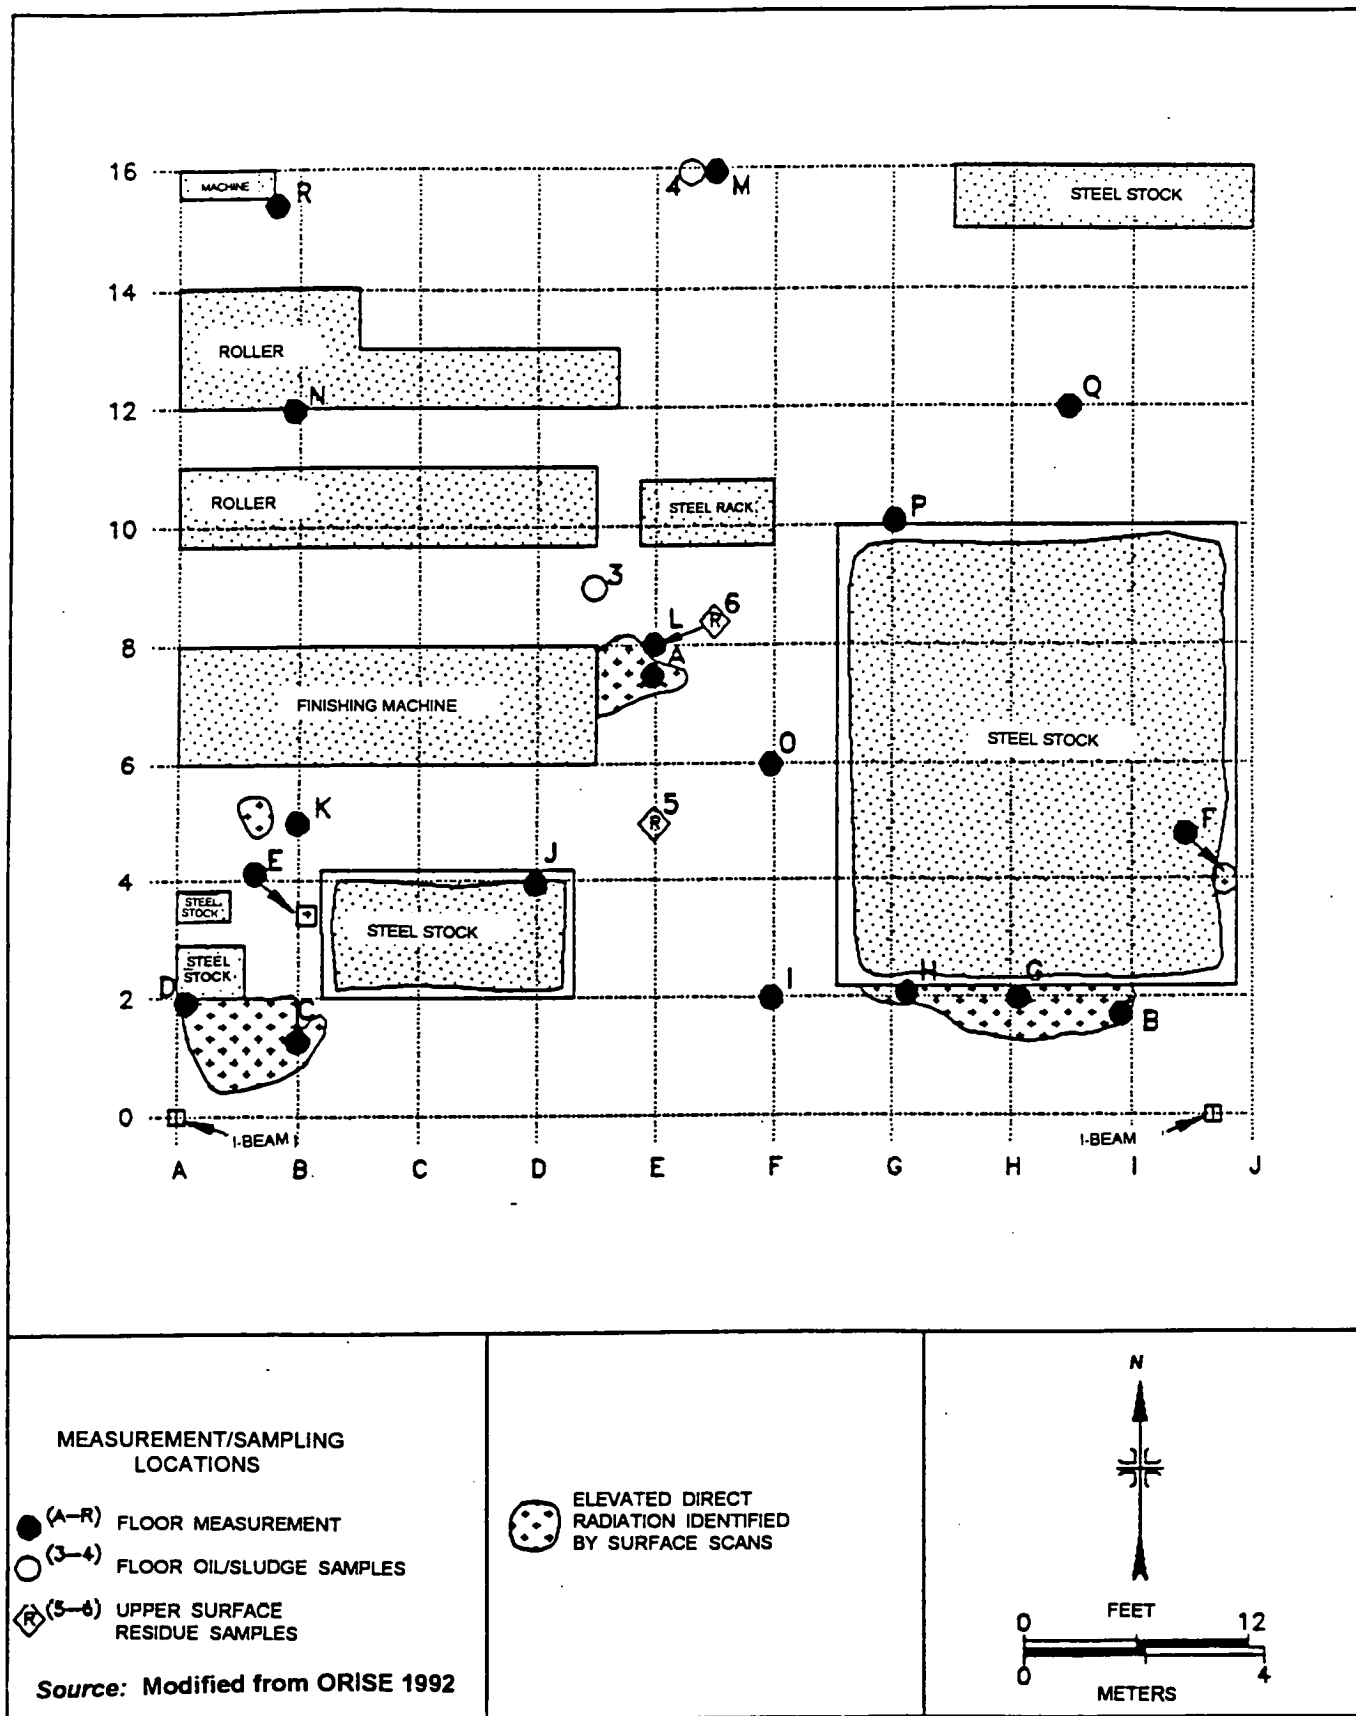 16
MACHINE
R
4
M
STEEL STOCK
14
ROLLER
N
12
Q
ROLLER
STEEL RACK
10
P
3
6
L
8
A
FINISHING MACHINE
STEEL STOCK
O
6
K
5
R
R
F
E
J
4
STEEL
STOCK
STEEL STOCK
STEEL
STOCK
D
H
G
2
C
I
B
0
I-BEAM
I-BEAM
A B C D E F G H I J
MEASUREMENT/SAMPLING
LOCATIONS
(A-R) FLOOR MEASUREMENT
(3-4) FLOOR OIL/SLUDGE SAMPLES
R (5-6) UPPER SURFACE
RESIDUE SAMPLES
Source: Modified from ORISE 1992
ELEVATED DIRECT
RADIATION IDENTIFIED
BY SURFACE SCANS
N
FEET
0 12
0 4
METERS